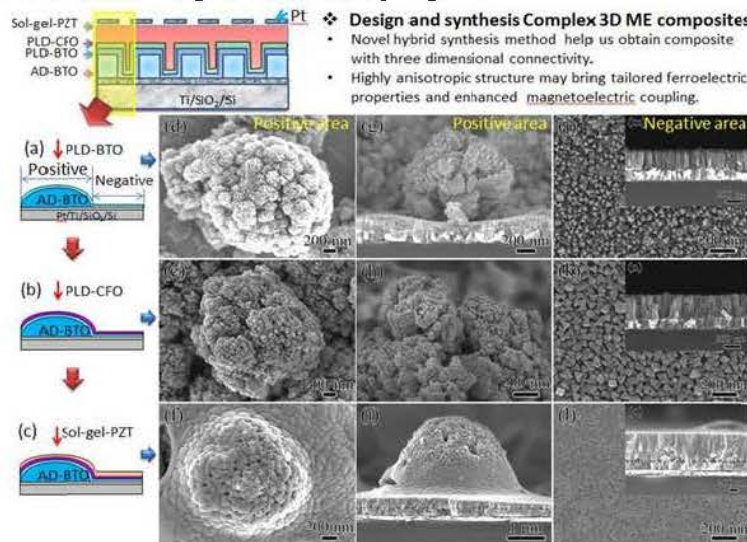 Sol-gel-PZT
PLD-CFO
PLD-BTO
AD-BTO
Pt
Ti/SiO₂/Si
❖ Design and synthesis Complex 3D ME composites
• Novel hybrid synthesis method help us obtain composite
with three dimensional connectivity.
• Highly anisotropic structure may bring tailored ferroelectric
properties and enhanced magnetoelectric coupling.
(a)
PLD-BTO
Positive
Negative
AD-BTO
Pt/Ti/SiO₂/Si
(b)
PLD-CFO
AD-BTO
(c)
Sol-gel-PZT
AD-BTO
(d)
Positive area
200 nm
(g)
Positive area
200 nm
Negative area
(e)
(h)
(k)
200 nm
(f)
200 nm
(i)
1 µm
(l)
200 nm